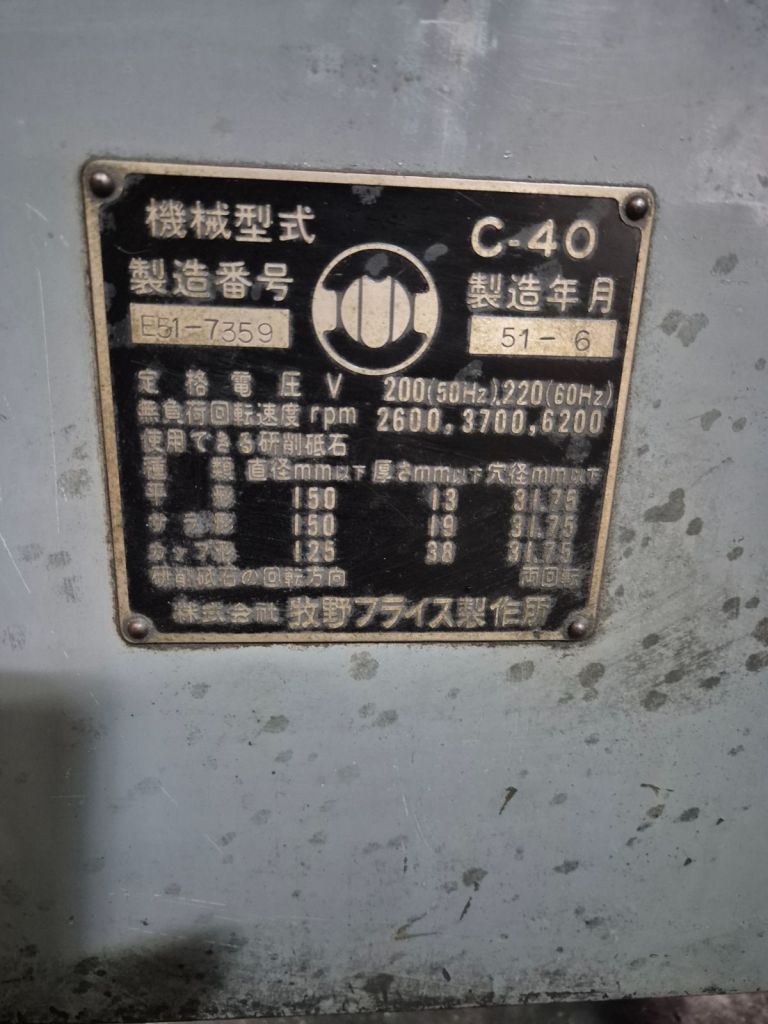 機械型式 C-40
製造番号 製造年月
E51-7359 51-6
定格電圧 V 200(50Hz),220(60Hz)
無負荷回転速度 rpm 2600,3700,6200
使用できる研削砥石
種類 直径mm以下 厚さmm以下 穴径mm以下
平形 150 13 31.75
サラ形 150 19 31.75
カップ形 125 38 31.75
研削砥石の回転方向 両回転
株式会社 牧野フライス製作所